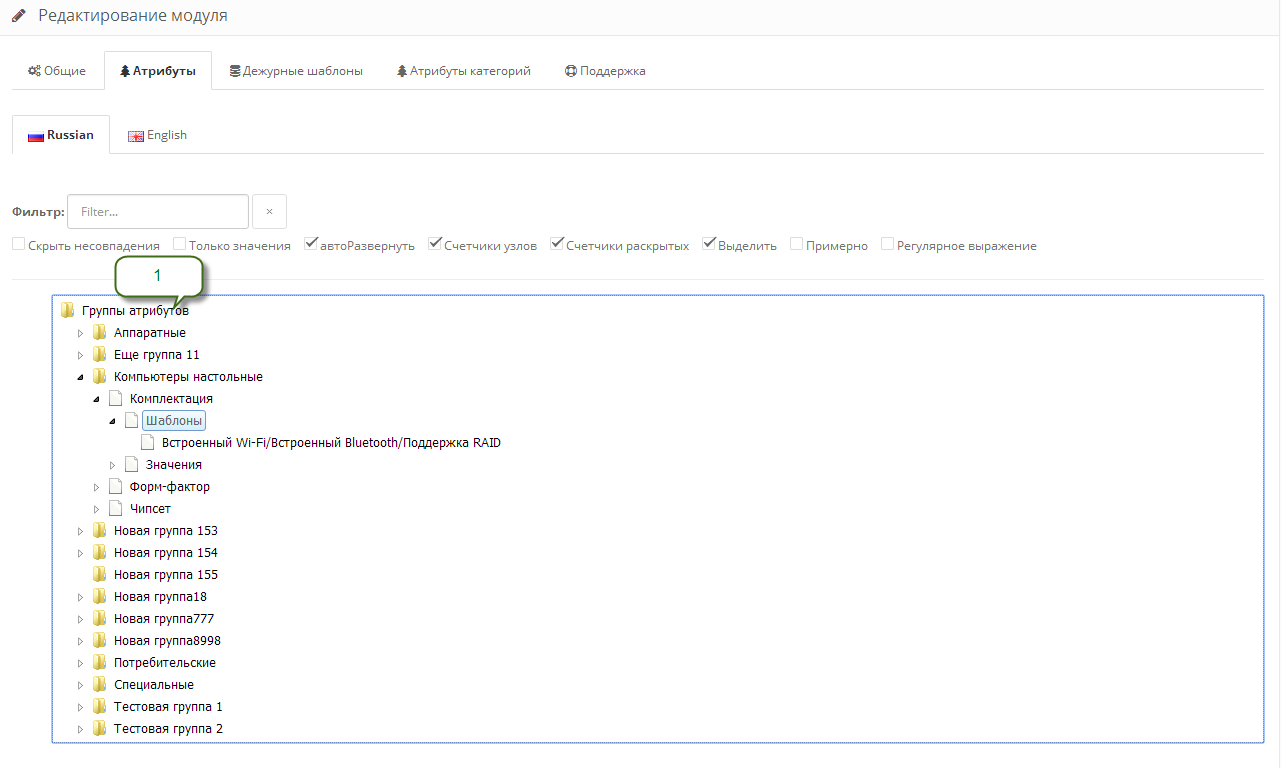 Редактирование модуля
Общие Атрибуты Дежурные шаблоны Атрибуты категорий Поддержка
Russian English
Фильтр: Filter... ×
Скрыть несовпадения Только значения автоРазвернуть Счетчики узлов Счетчики раскрытых Выделить Примерно Регулярное выражение
1
Группы атрибутов
Аппаратные
Еще группа 11
Компьютеры настольные
Комплектация
Шаблоны
Встроенный Wi-Fi/Встроенный Bluetooth/Поддержка RAID
Значения
Форм-фактор
Чипсет
Новая группа 153
Новая группа 154
Новая группа 155
Новая группа18
Новая группа777
Новая группа8998
Потребительские
Специальные
Тестовая группа 1
Тестовая группа 2